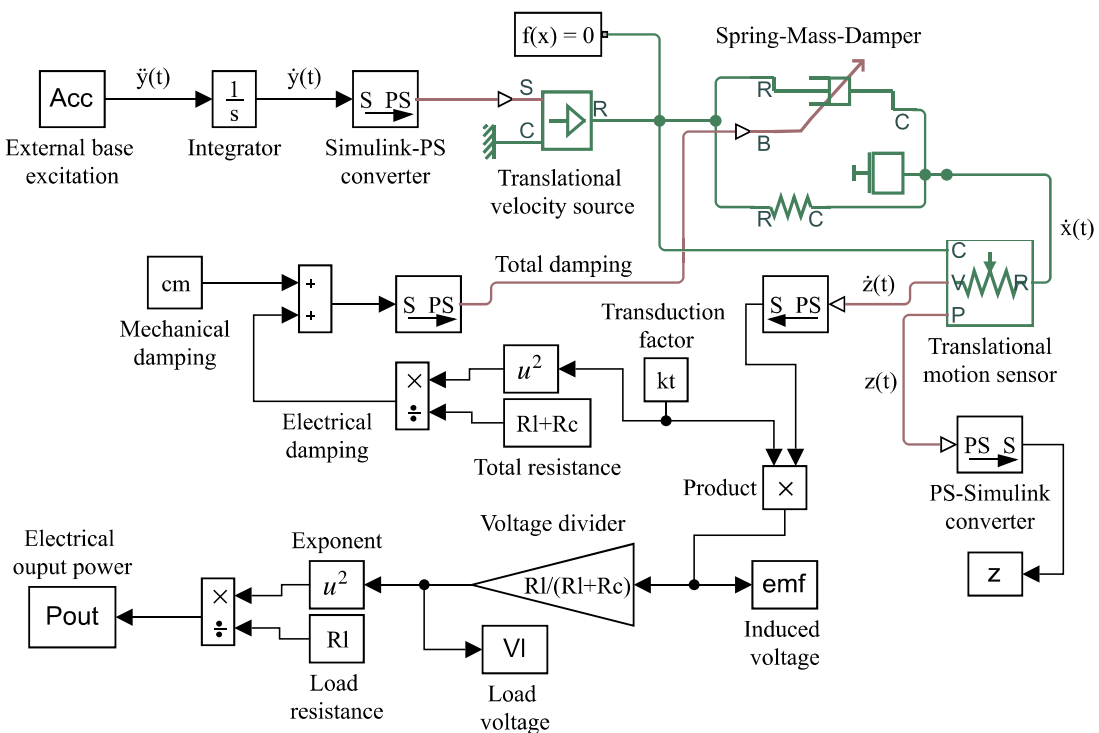 f(x) = 0
Spring-Mass-Damper
Acc
ÿ(t)
1
s
ẏ(t)
S PS
S
C
R
R
C
B
R
C
External base
excitation
Integrator
Simulink-PS
converter
Translational
velocity source
ẋ(t)
cm
Mechanical
damping
+
+
S PS
Total damping
Transduction
factor
kt
S PS
ż(t)
C
V
R
P
Translational
motion sensor
z(t)
×
÷
u²
Rl+Rc
Electrical
damping
Total resistance
Product
×
PS S
PS-Simulink
converter
z
Voltage divider
Rl/(Rl+Rc)
emf
Induced
voltage
Electrical
ouput power
Pout
×
÷
Exponent
u²
Rl
Load
resistance
Vl
Load
voltage